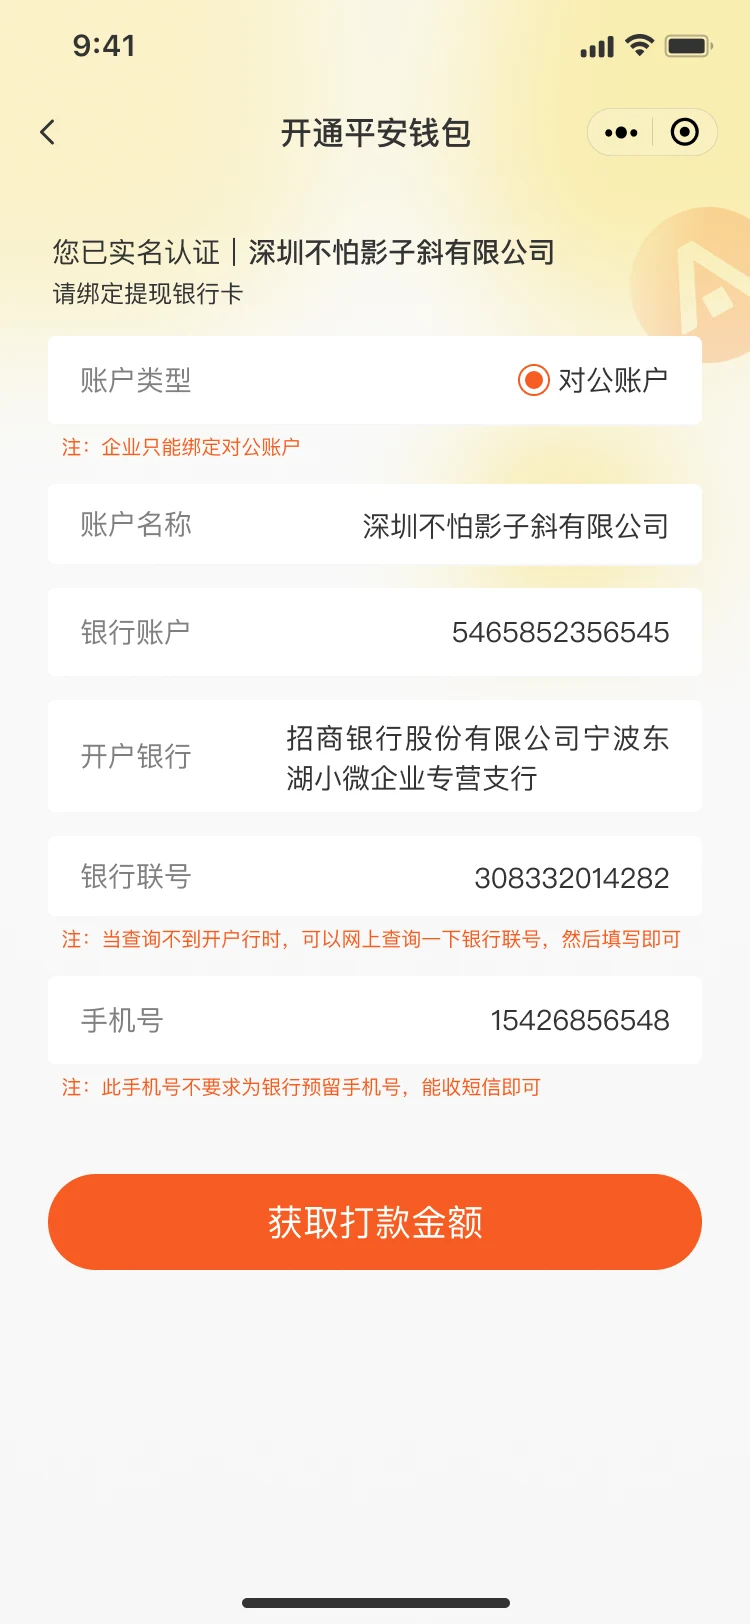 9:41
开通平安钱包
您已实名认证｜深圳不怕影子斜有限公司
请绑定提现银行卡
账户类型 对公账户
注：企业只能绑定对公账户
账户名称 深圳不怕影子斜有限公司
银行账户 5465852356545
开户银行 招商银行股份有限公司宁波东
湖小微企业专营支行
银行联号 308332014282
注：当查询不到开户行时，可以网上查询一下银行联号，然后填写即可
手机号 15426856548
注：此手机号不要求为银行预留手机号，能收短信即可
获取打款金额